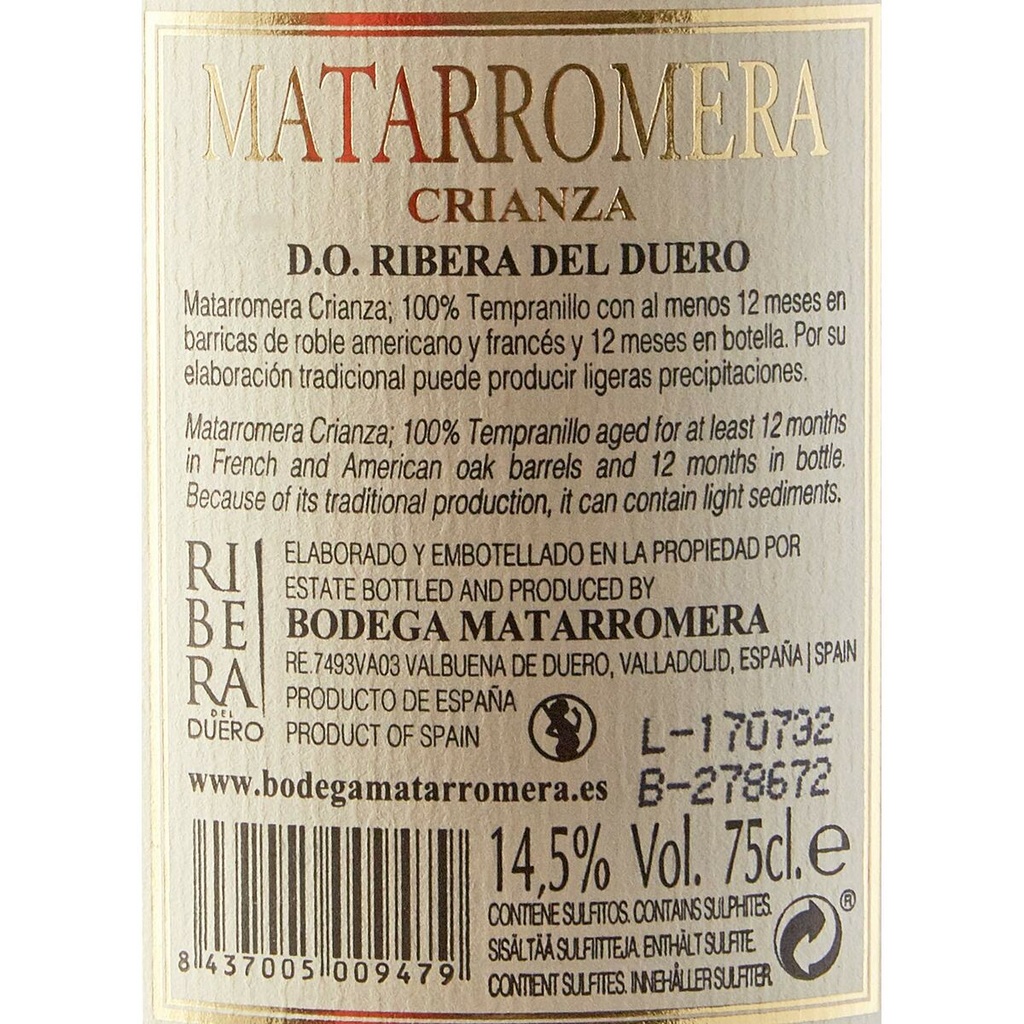 MATARROMERA
CRIANZA
D.O. RIBERA DEL DUERO
Matarromera Crianza; 100% Tempranillo con al menos 12 meses en
barricas de roble americano y francés y 12 meses en botella. Por su
elaboración tradicional puede producir ligeras precipitaciones.
Matarromera Crianza; 100% Tempranillo aged for at least 12 months
in French and American oak barrels and 12 months in bottle.
Because of its traditional production, it can contain light sediments.
RI
BE
RA
DEL
DUERO
ELABORADO Y EMBOTELLADO EN LA PROPIEDAD POR
ESTATE BOTTLED AND PRODUCED BY
BODEGA MATARROMERA
RE.7493VA03 VALBUENA DE DUERO, VALLADOLID, ESPAÑA | SPAIN
PRODUCTO DE ESPAÑA
PRODUCT OF SPAIN
L-170732
B-278672
www.bodegamatarromera.es
14,5% Vol. 75cl. e
CONTIENE SULFITOS. CONTAINS SULPHITES.
SISÄLTÄÄ SULFIITTEJA. ENTHÄLT SULFITE.
CONTIENT SULFITES. INNEHÅLLER SULFITER.
®
8 437005 009479